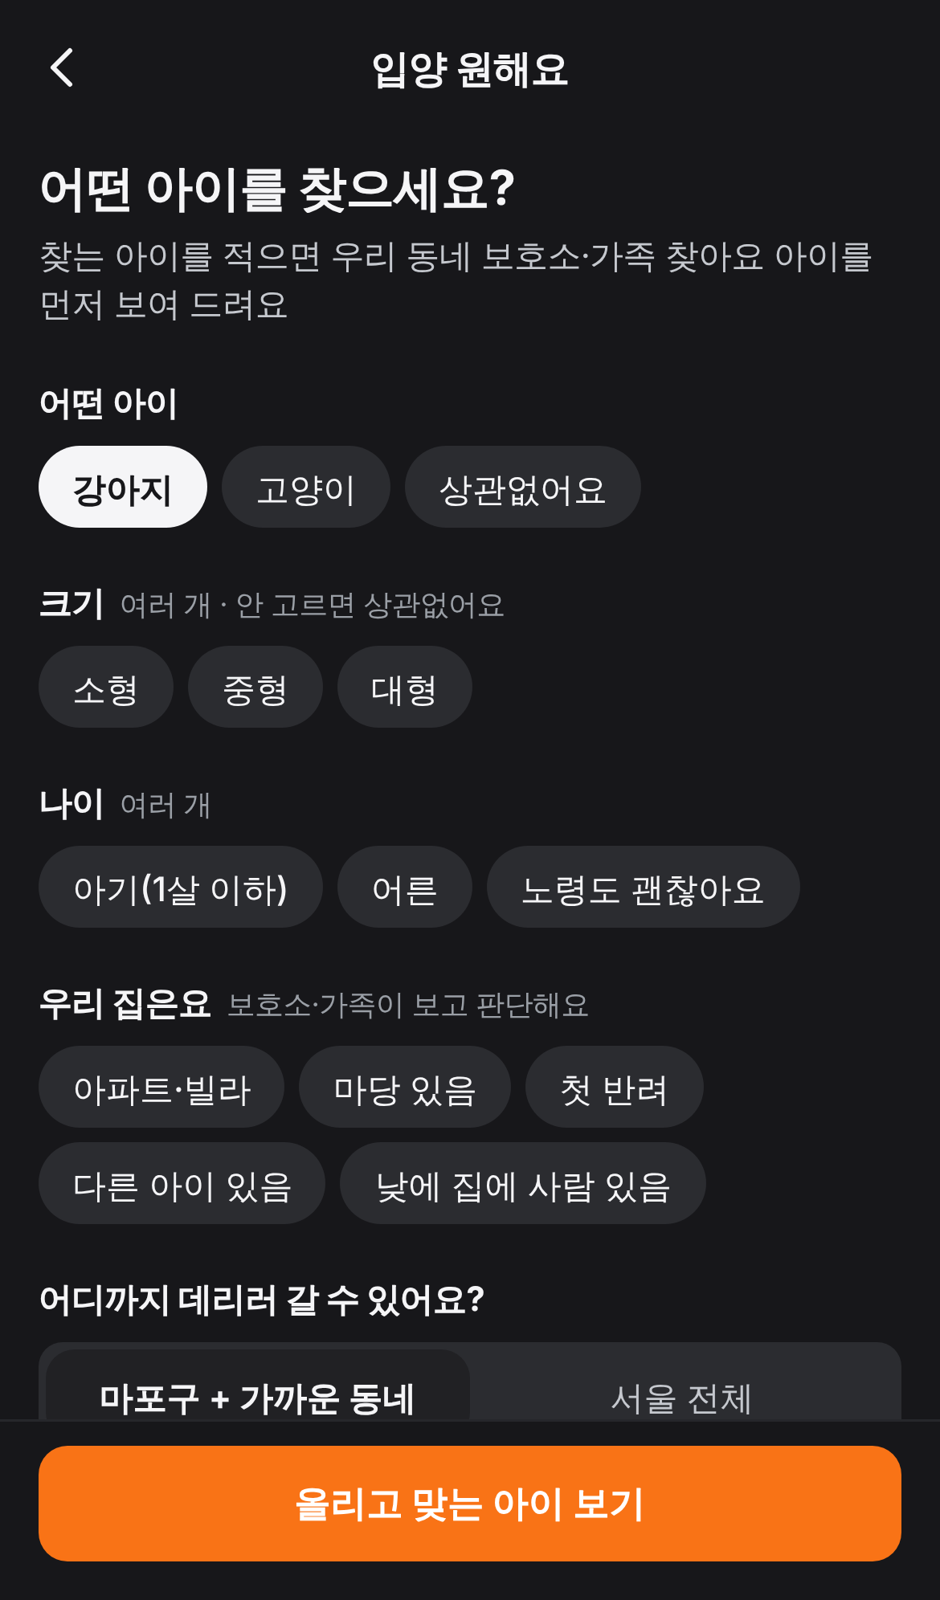 입양 원해요
어떤 아이를 찾으세요?
찾는 아이를 적으면 우리 동네 보호소·가족 찾아요 아이를
먼저 보여 드려요
어떤 아이
강아지 고양이 상관없어요
크기 여러 개 · 안 고르면 상관없어요
소형 중형 대형
나이 여러 개
아기(1살 이하) 어른 노령도 괜찮아요
우리 집은요 보호소·가족이 보고 판단해요
아파트·빌라 마당 있음 첫 반려
다른 아이 있음 낮에 집에 사람 있음
어디까지 데리러 갈 수 있어요?
마포구 + 가까운 동네 서울 전체
올리고 맞는 아이 보기